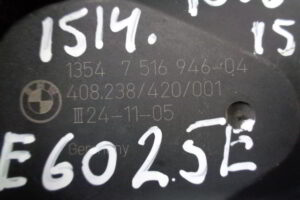 1514.
15
1354 7 516 946-04
408.238/420/001
III24-11-05
Germany
E60 2.5E